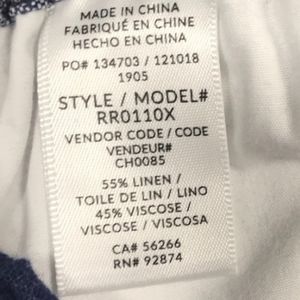 MADE IN CHINA
FABRIQUÉ EN CHINE
HECHO EN CHINA
PO# 134703 / 121018
1905
STYLE / MODEL#
RR0110X
VENDOR CODE / CODE
VENDEUR#
CH0085
55% LINEN /
TOILE DE LIN / LINO
45% VISCOSE /
VISCOSE / VISCOSA
CA# 56266
RN# 92874